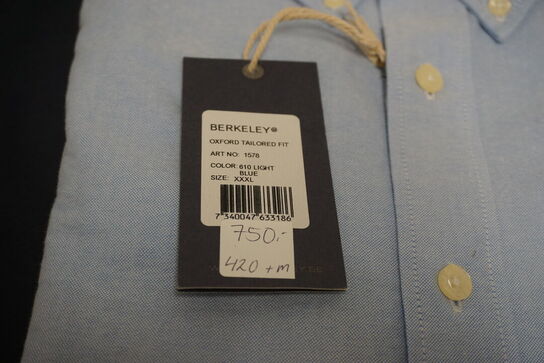 BERKELEY®
OXFORD TAILORED FIT
ART NO: 1578
COLOR: 610 LIGHT
BLUE
SIZE: XXXL
7 340047 633186
750:-
420 + m